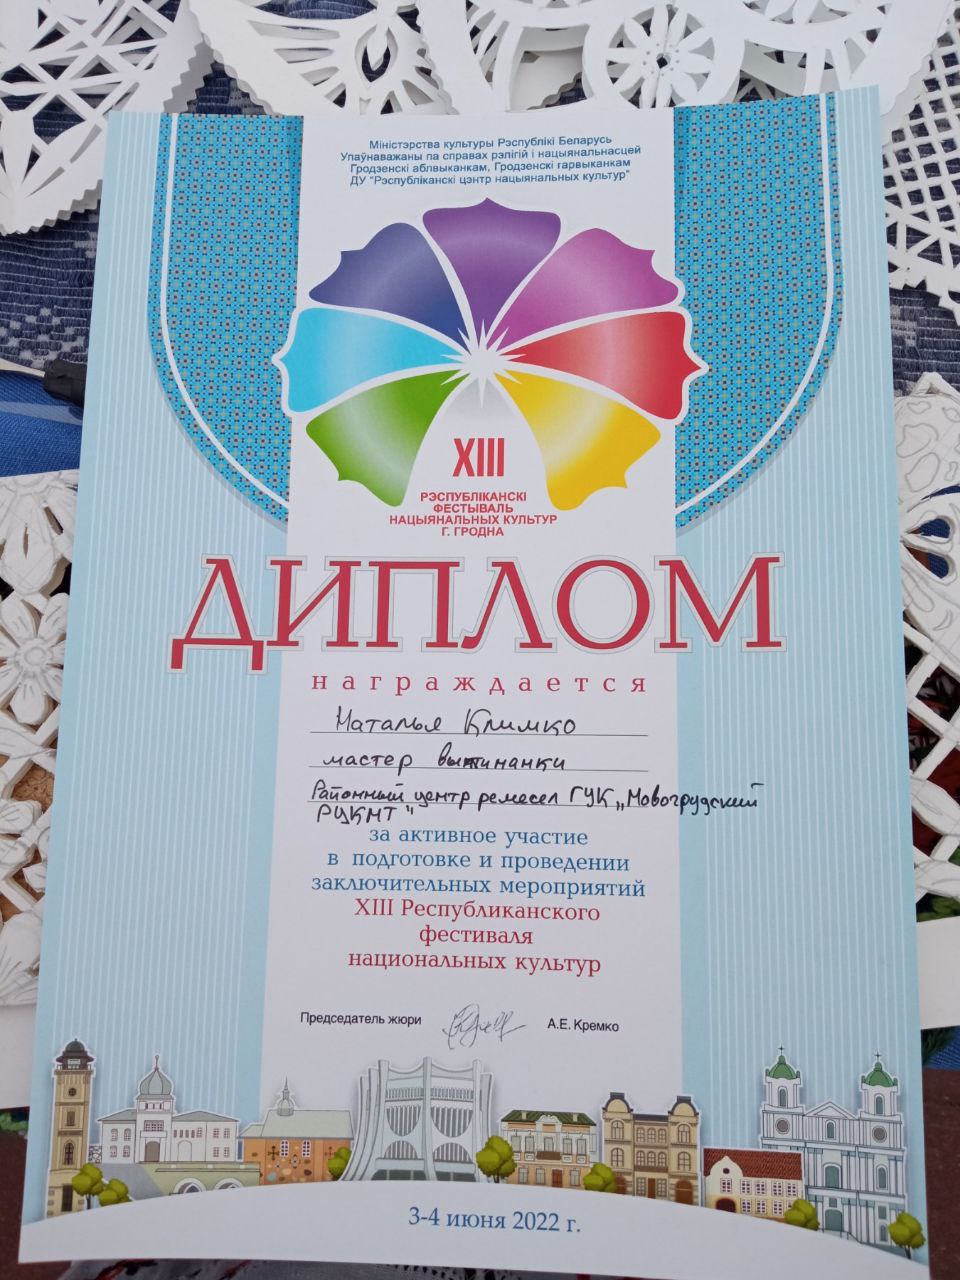 Міністэрства культуры Рэспублікі Беларусь
Упаўнаважаны па справах рэлігій і нацыянальнасцей
Гродзенскі аблвыканкам, Гродзенскі гарвыканкам
ДУ "Рэспубліканскі цэнтр нацыянальных культур"
XIII
РЭСПУБЛІКАНСКІ
ФЕСТЫВАЛЬ
НАЦЫЯНАЛЬНЫХ КУЛЬТУР
Г. ГРОДНА
ДИПЛОМ
награждается
Наталья Климко
мастер вытинанки
Районный центр ремесел ГУК „Новогрудский
РЦКНТ"
за активное участие
в подготовке и проведении
заключительных мероприятий
XIII Республиканского
фестиваля
национальных культур
Председатель жюри
А.Е. Кремко
3-4 июня 2022 г.